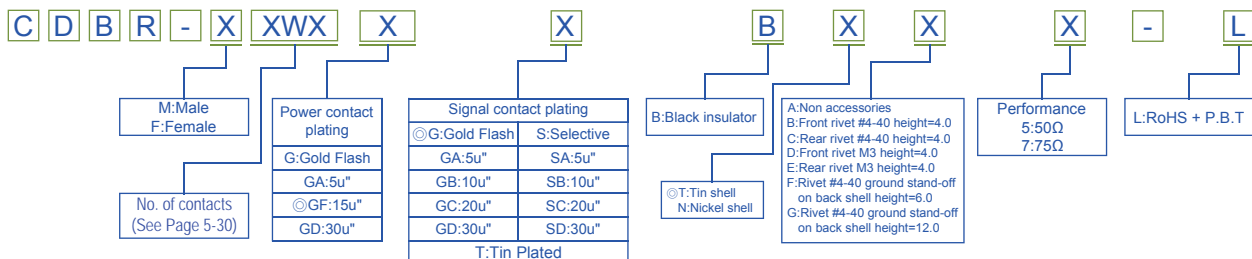 C D B R - X XWX X X B X X X - L
M:Male
F:Female
No. of contacts
(See Page 5-30)
Power contact
plating
G:Gold Flash
GA:5u"
◎GF:15u"
GD:30u"
Signal contact plating
◎G:Gold Flash S:Selective
GA:5u" SA:5u"
GB:10u" SB:10u"
GC:20u" SC:20u"
GD:30u" SD:30u"
T:Tin Plated
B:Black insulator
◎T:Tin shell
N:Nickel shell
A:Non accessories
B:Front rivet #4-40 height=4.0
C:Rear rivet #4-40 height=4.0
D:Front rivet M3 height=4.0
E:Rear rivet M3 height=4.0
F:Rivet #4-40 ground stand-off
on back shell height=6.0
G:Rivet #4-40 ground stand-off
on back shell height=12.0
Performance
5:50Ω
7:75Ω
L:RoHS + P.B.T